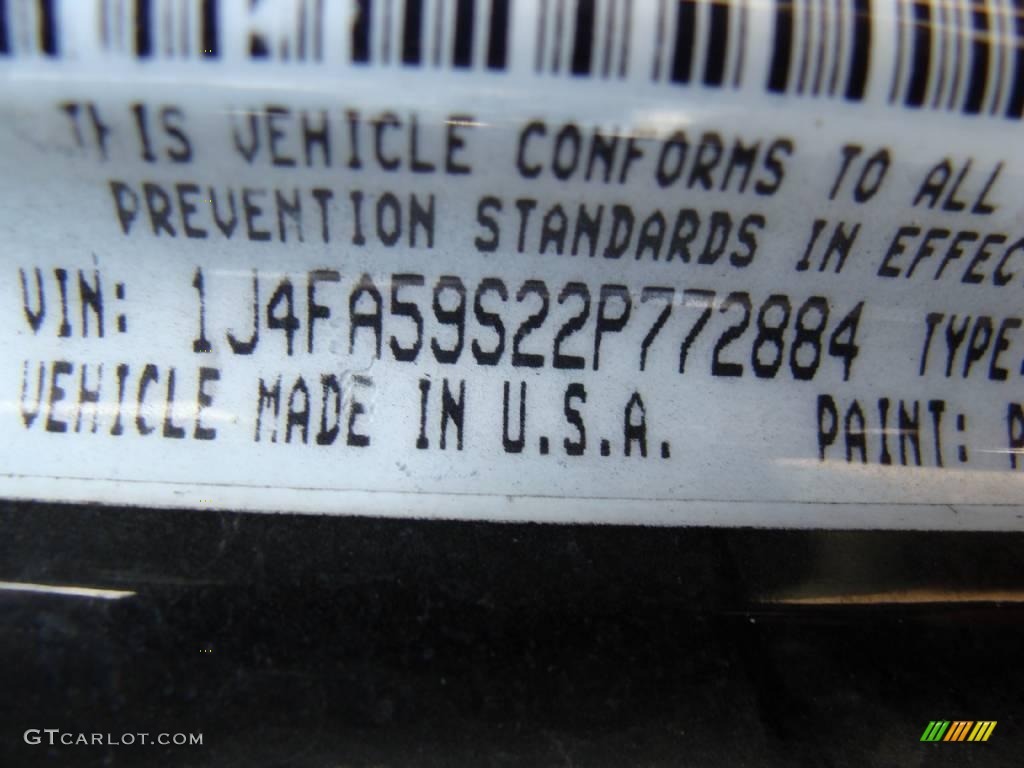 THIS VEHICLE CONFORMS TO ALL
PREVENTION STANDARDS IN EFFEC
VIN: 1J4FA59S22P772884 TYPE:
VEHICLE MADE IN U.S.A. PAINT: P
GTCARLOT.COM